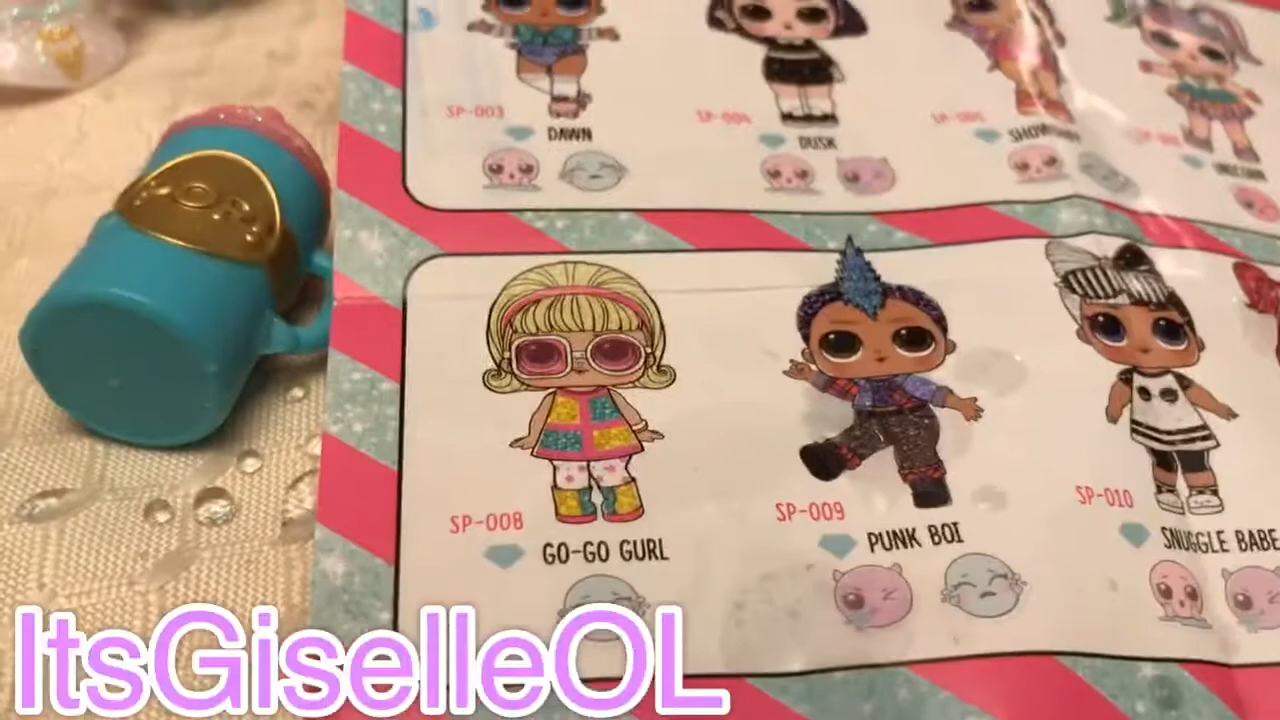 SP-003
DAWN
SP-004
DUSK
UNICORN
POP!
SP-008
GO-GO GURL
SP-009
PUNK BOI
SP-010
SNUGGLE BABE
ItsGiselleOL